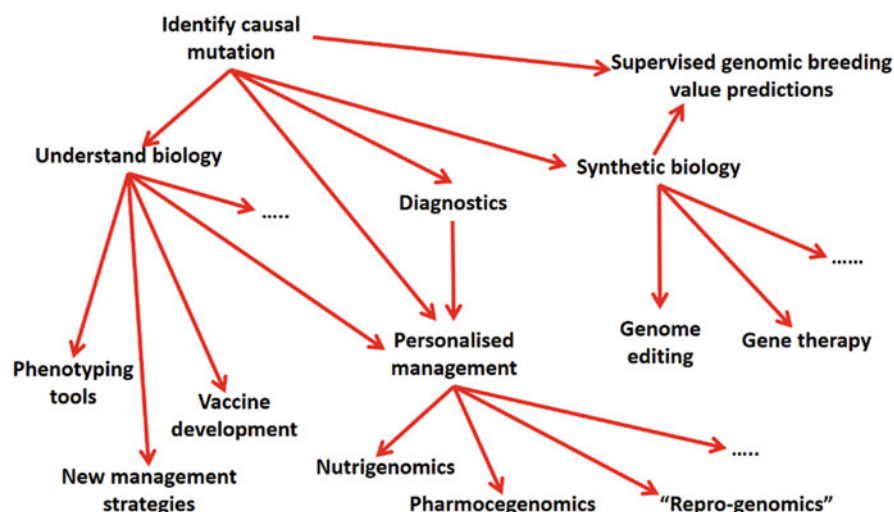 Identify causal
mutation
Supervised genomic breeding
value predictions
Understand biology
Synthetic biology
.....
Diagnostics
......
Personalised
management
Genome
editing
Gene therapy
Phenotyping
tools
Vaccine
development
.....
Nutrigenomics
New management
strategies
Pharmocegenomics
“Repro-genomics”